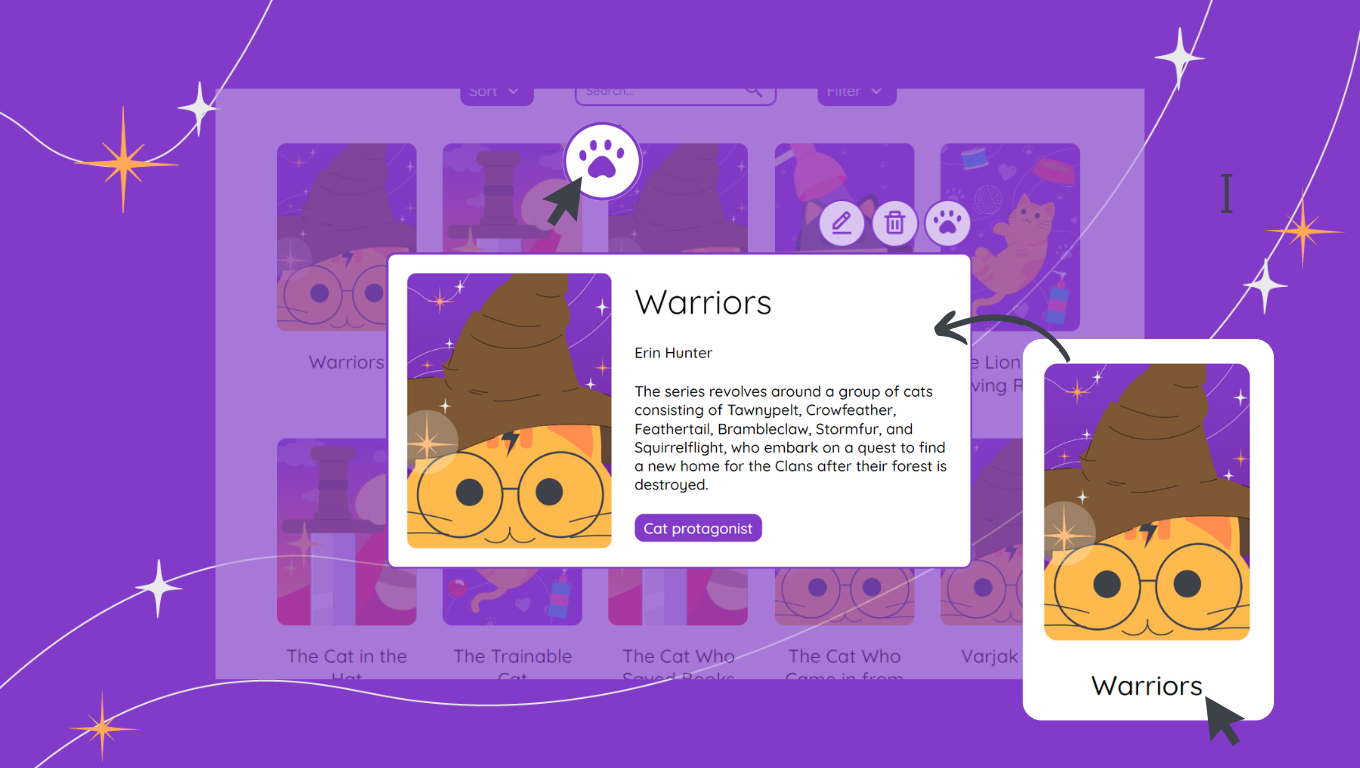 Sort
Search...
Filter
Warriors
Warriors
Erin Hunter
The series revolves around a group of cats
consisting of Tawnypelt, Crowfeather,
Feathertail, Brambleclaw, Stormfur, and
Squirrelflight, who embark on a quest to find
a new home for the Clans after their forest is
destroyed.
Cat protagonist
e Lion
ving R
The Cat in the
Hat
The Trainable
Cat
The Cat Who
Saved Books
The Cat Who
Came in from
Varjak
Warriors